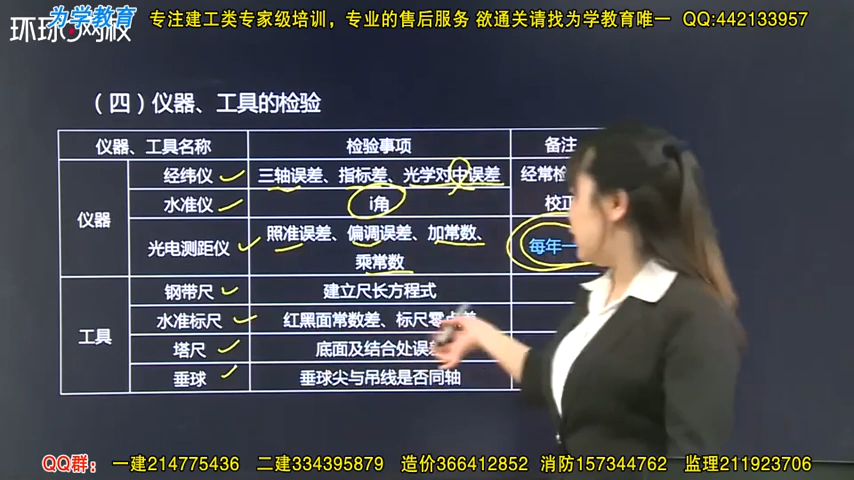 为学教育
环球网校
专注建工类专家级培训，专业的售后服务 欲通关请找为学教育唯一 QQ:442133957
（四）仪器、工具的检验
仪器、工具名称 检验事项 备注
仪器
经纬仪 三轴误差、指标差、光学对中误差 经常检
水准仪 i角 校正
光电测距仪 照准误差、偏调误差、加常数、
乘常数 每年一
工具
钢带尺 建立尺长方程式
水准标尺 红黑面常数差、标尺零点差
塔尺 底面及结合处误
垂球 垂球尖与吊线是否同轴
QQ群： 一建214775436 二建334395879 造价366412852 消防157344762 监理211923706